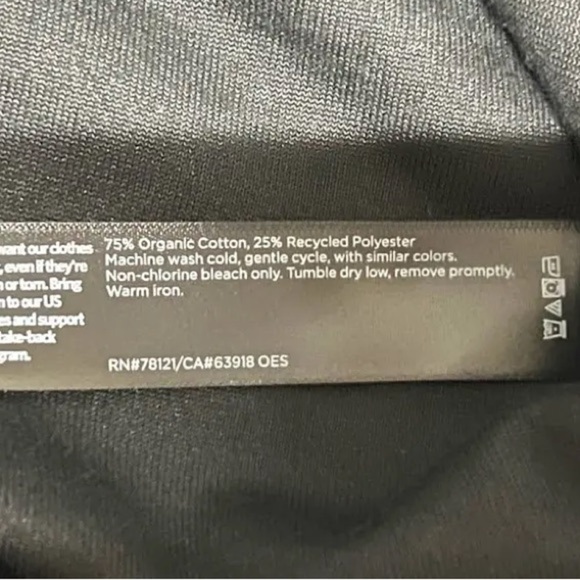 want our clothes
, even if they're
or torn. Bring
to our US
es and support
take-back
gram.
75% Organic Cotton, 25% Recycled Polyester
Machine wash cold, gentle cycle, with similar colors.
Non-chlorine bleach only. Tumble dry low, remove promptly.
Warm iron.
RN#78121/CA#63918 OES